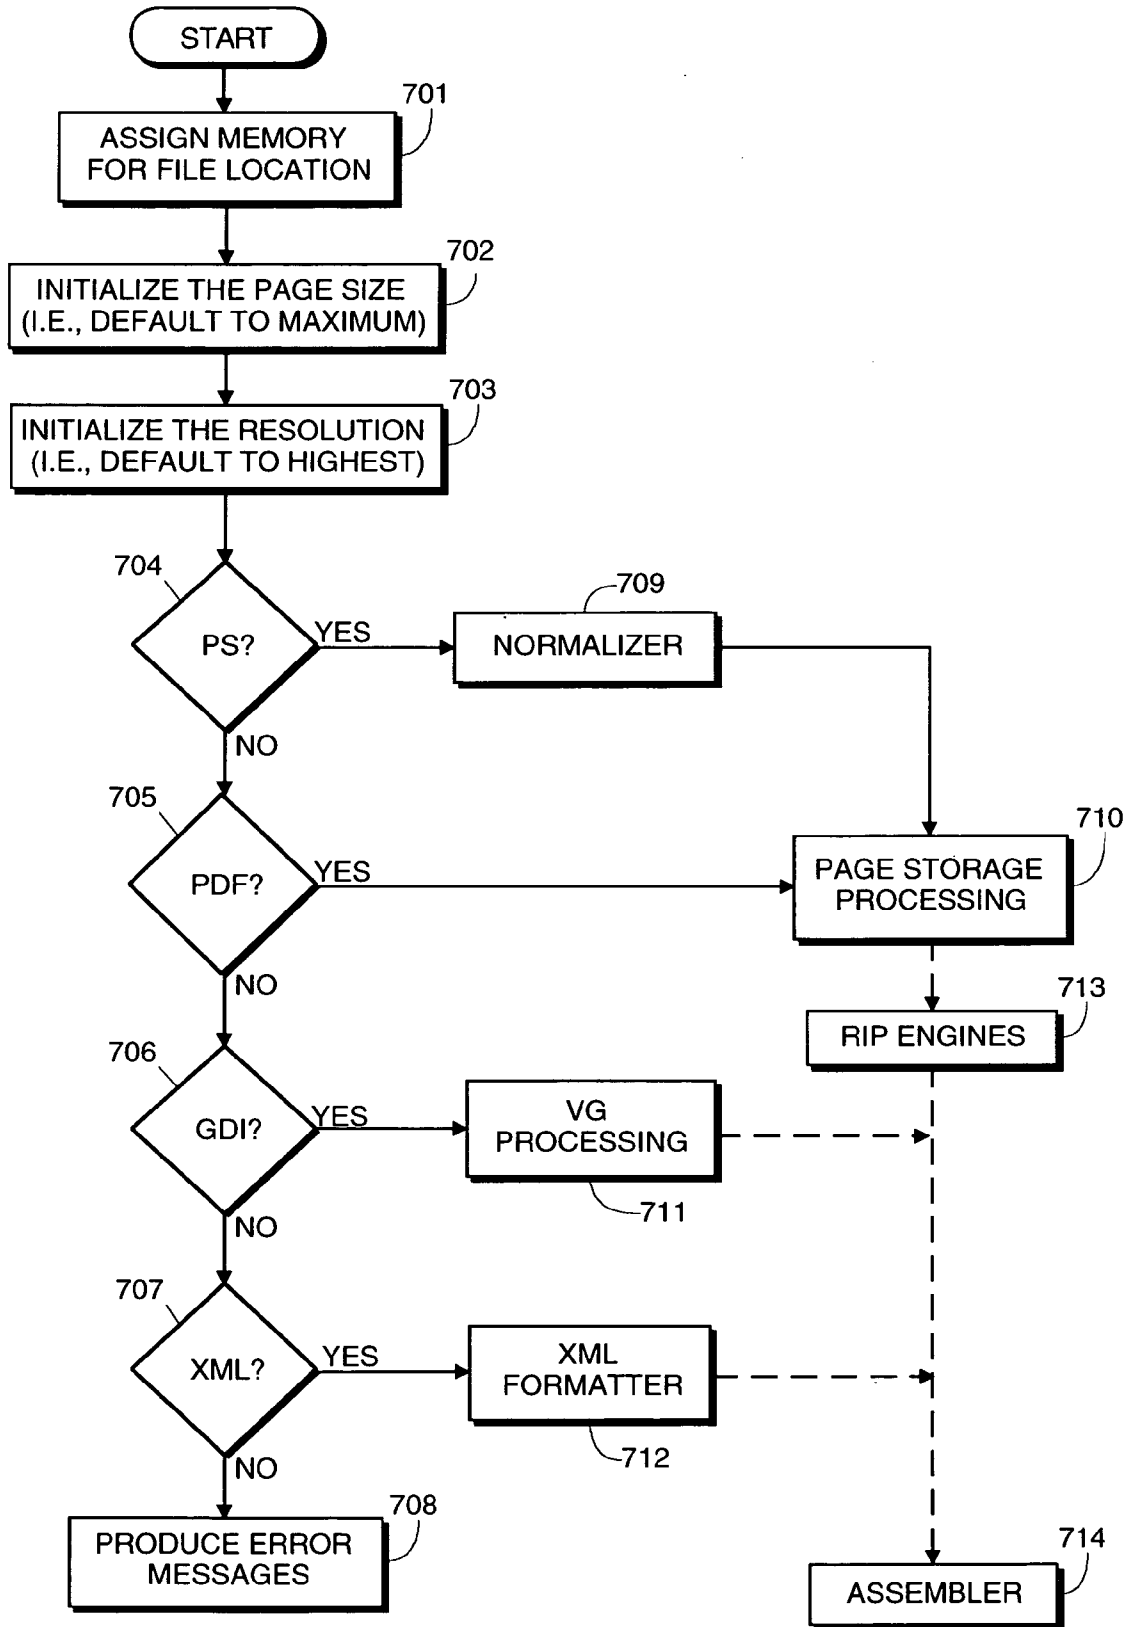 START
701
ASSIGN MEMORY
FOR FILE LOCATION
702
INITIALIZE THE PAGE SIZE
(I.E., DEFAULT TO MAXIMUM)
703
INITIALIZE THE RESOLUTION
(I.E., DEFAULT TO HIGHEST)
704
PS?
YES
709
NORMALIZER
NO
705
PDF?
YES
710
PAGE STORAGE
PROCESSING
NO
713
RIP ENGINES
706
GDI?
YES
VG
PROCESSING
711
NO
707
XML?
YES
XML
FORMATTER
712
NO
708
PRODUCE ERROR
MESSAGES
714
ASSEMBLER